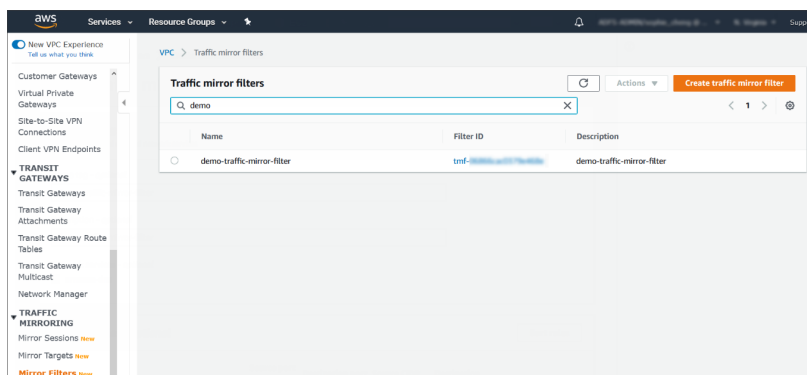 aws
Services
Resource Groups
Supp
New VPC Experience
Tell us what you think
Customer Gateways
Virtual Private
Gateways
Site-to-Site VPN
Connections
Client VPN Endpoints
TRANSIT
GATEWAYS
Transit Gateways
Transit Gateway
Attachments
Transit Gateway Route
Tables
Transit Gateway
Multicast
Network Manager
TRAFFIC
MIRRORING
Mirror Sessions New
Mirror Targets New
Mirror Filters New
VPC > Traffic mirror filters
Traffic mirror filters
Actions
Create traffic mirror filter
demo
< 1 >
Name Filter ID Description
demo-traffic-mirror-filter tmf- demo-traffic-mirror-filter